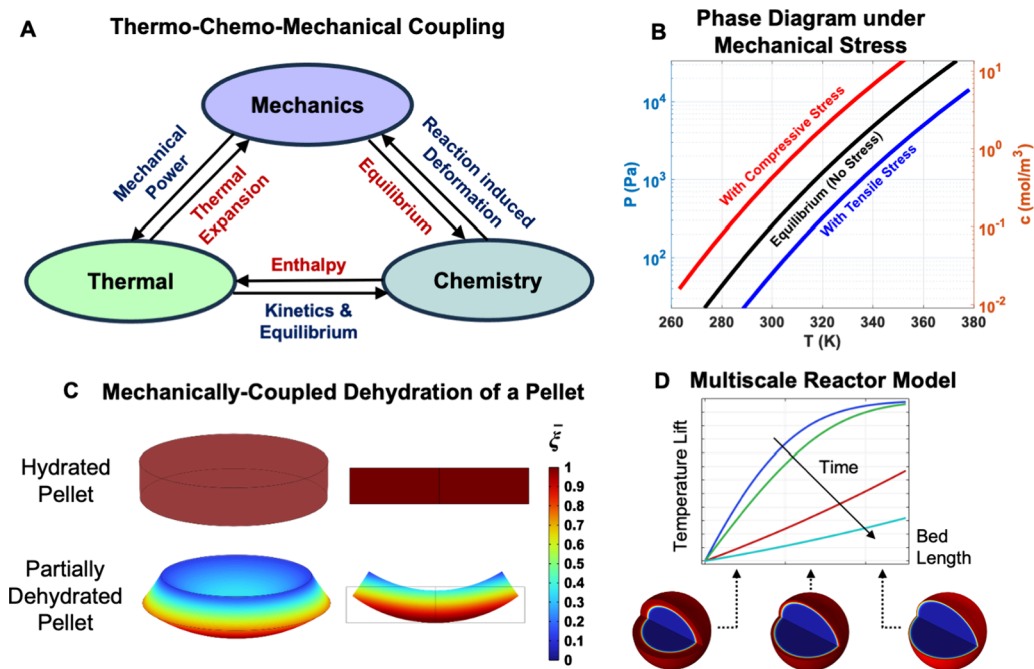 A
Thermo-Chemo-Mechanical Coupling
Mechanics
Mechanical
Power
Thermal
Expansion
Equilibrium
Reaction induced
Deformation
Thermal
Enthalpy
Chemistry
Kinetics &
Equilibrium
B
Phase Diagram under
Mechanical Stress
P (Pa)
10⁴
10³
10²
With Compressive Stress
Equilibrium (No Stress)
With Tensile Stress
10¹
10⁰
10⁻¹
10⁻²
c (mol/m³)
260 280 300 320 340 360 380
T (K)
C
Mechanically-Coupled Dehydration of a Pellet
Hydrated
Pellet
Partially
Dehydrated
Pellet
ξ̄
1
0.9
0.8
0.7
0.6
0.5
0.4
0.3
0.2
0.1
0
D
Multiscale Reactor Model
Temperature Lift
Time
Bed
Length